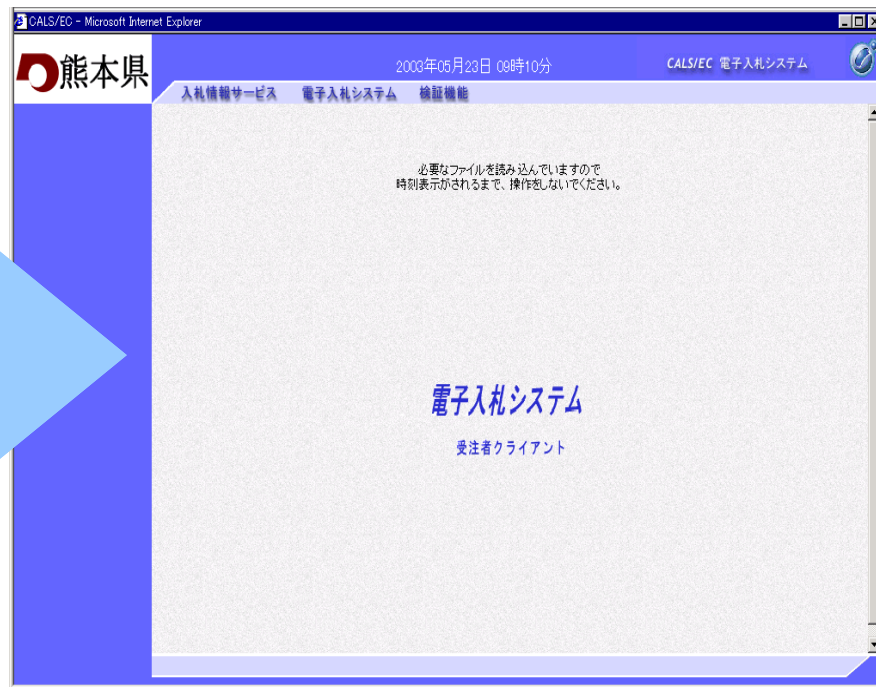 CALS/EC - Microsoft Internet Explorer
熊本県
2003年05月23日 09時10分
CALS/EC 電子入札システム
入札情報サービス 電子入札システム 検証機能
必要なファイルを読み込んでいますので
時刻表示がされるまで、操作をしないでください。
電子入札システム
受注者クライアント